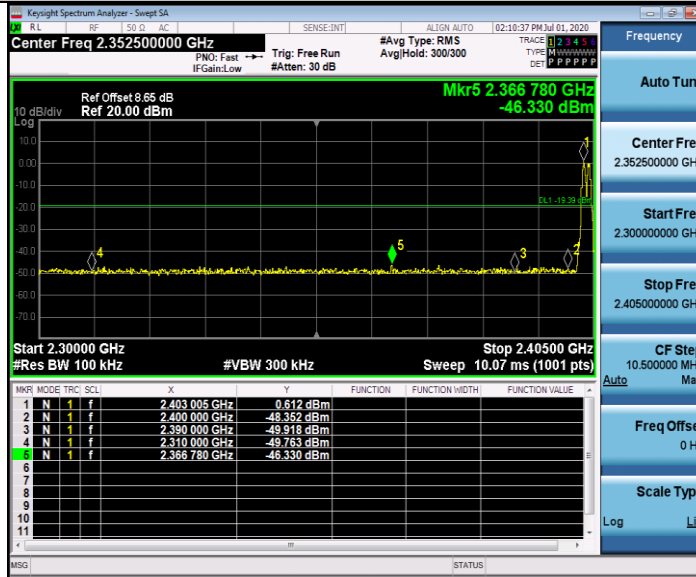 Keysight Spectrum Analyzer - Swept SA
LXI RL RF 50 Ω AC SENSE:INT ALIGN AUTO 02:10:37 PM Jul 01, 2020
Center Freq 2.352500000 GHz
PNO: Fast
IFGain:Low
Trig: Free Run
#Atten: 30 dB
#Avg Type: RMS
Avg|Hold: 300/300
TRACE 1 2 3 4 5 6
TYPE M W W W W W
DET P P P P P P
Mkr5 2.366 780 GHz
-46.330 dBm
Ref Offset 8.65 dB
10 dB/div Ref 20.00 dBm
Log
10.0
0.00
-10.0
-20.0
-30.0
-40.0
-50.0
-60.0
-70.0
DL1 -19.39 dBm
1
2
3
4
5
Start 2.30000 GHz Stop 2.40500 GHz
#Res BW 100 kHz #VBW 300 kHz Sweep 10.07 ms (1001 pts)
MKR MODE TRC SCL X Y FUNCTION FUNCTION WIDTH FUNCTION VALUE
1 N 1 f 2.403 005 GHz 0.612 dBm
2 N 1 f 2.400 000 GHz -48.352 dBm
3 N 1 f 2.390 000 GHz -49.918 dBm
4 N 1 f 2.310 000 GHz -49.763 dBm
5 N 1 f 2.366 780 GHz -46.330 dBm
6
7
8
9
10
11
MSG STATUS
Frequency
Auto Tun
Center Fre
2.352500000 GH
Start Fre
2.300000000 GH
Stop Fre
2.405000000 GH
CF Ste
10.500000 MH
Auto Ma
Freq Offse
0 H
Scale Typ
Log Li